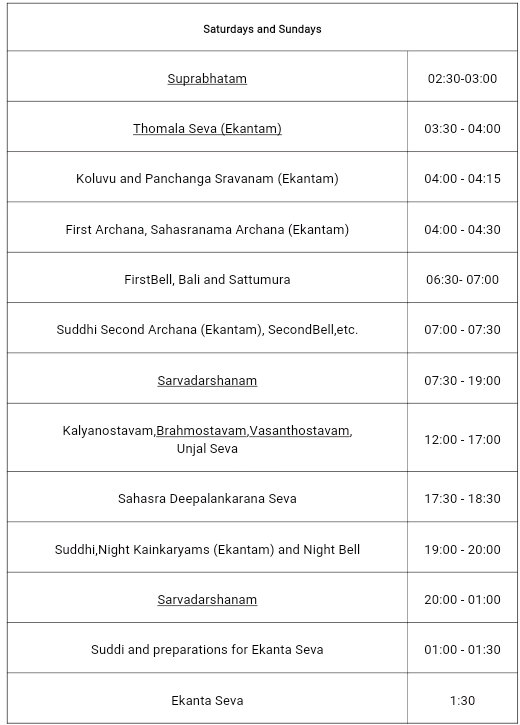 Saturdays and Sundays
Suprabhatam 02:30-03:00
Thomala Seva (Ekantam) 03:30 - 04:00
Koluvu and Panchanga Sravanam (Ekantam) 04:00 - 04:15
First Archana, Sahasranama Archana (Ekantam) 04:00 - 04:30
FirstBell, Bali and Sattumura 06:30- 07:00
Suddhi Second Archana (Ekantam), SecondBell,etc. 07:00 - 07:30
Sarvadarshanam 07:30 - 19:00
Kalyanostavam,Brahmostavam,Vasanthostavam,
Unjal Seva 12:00 - 17:00
Sahasra Deepalankarana Seva 17:30 - 18:30
Suddhi,Night Kainkaryams (Ekantam) and Night Bell 19:00 - 20:00
Sarvadarshanam 20:00 - 01:00
Suddi and preparations for Ekanta Seva 01:00 - 01:30
Ekanta Seva 1:30